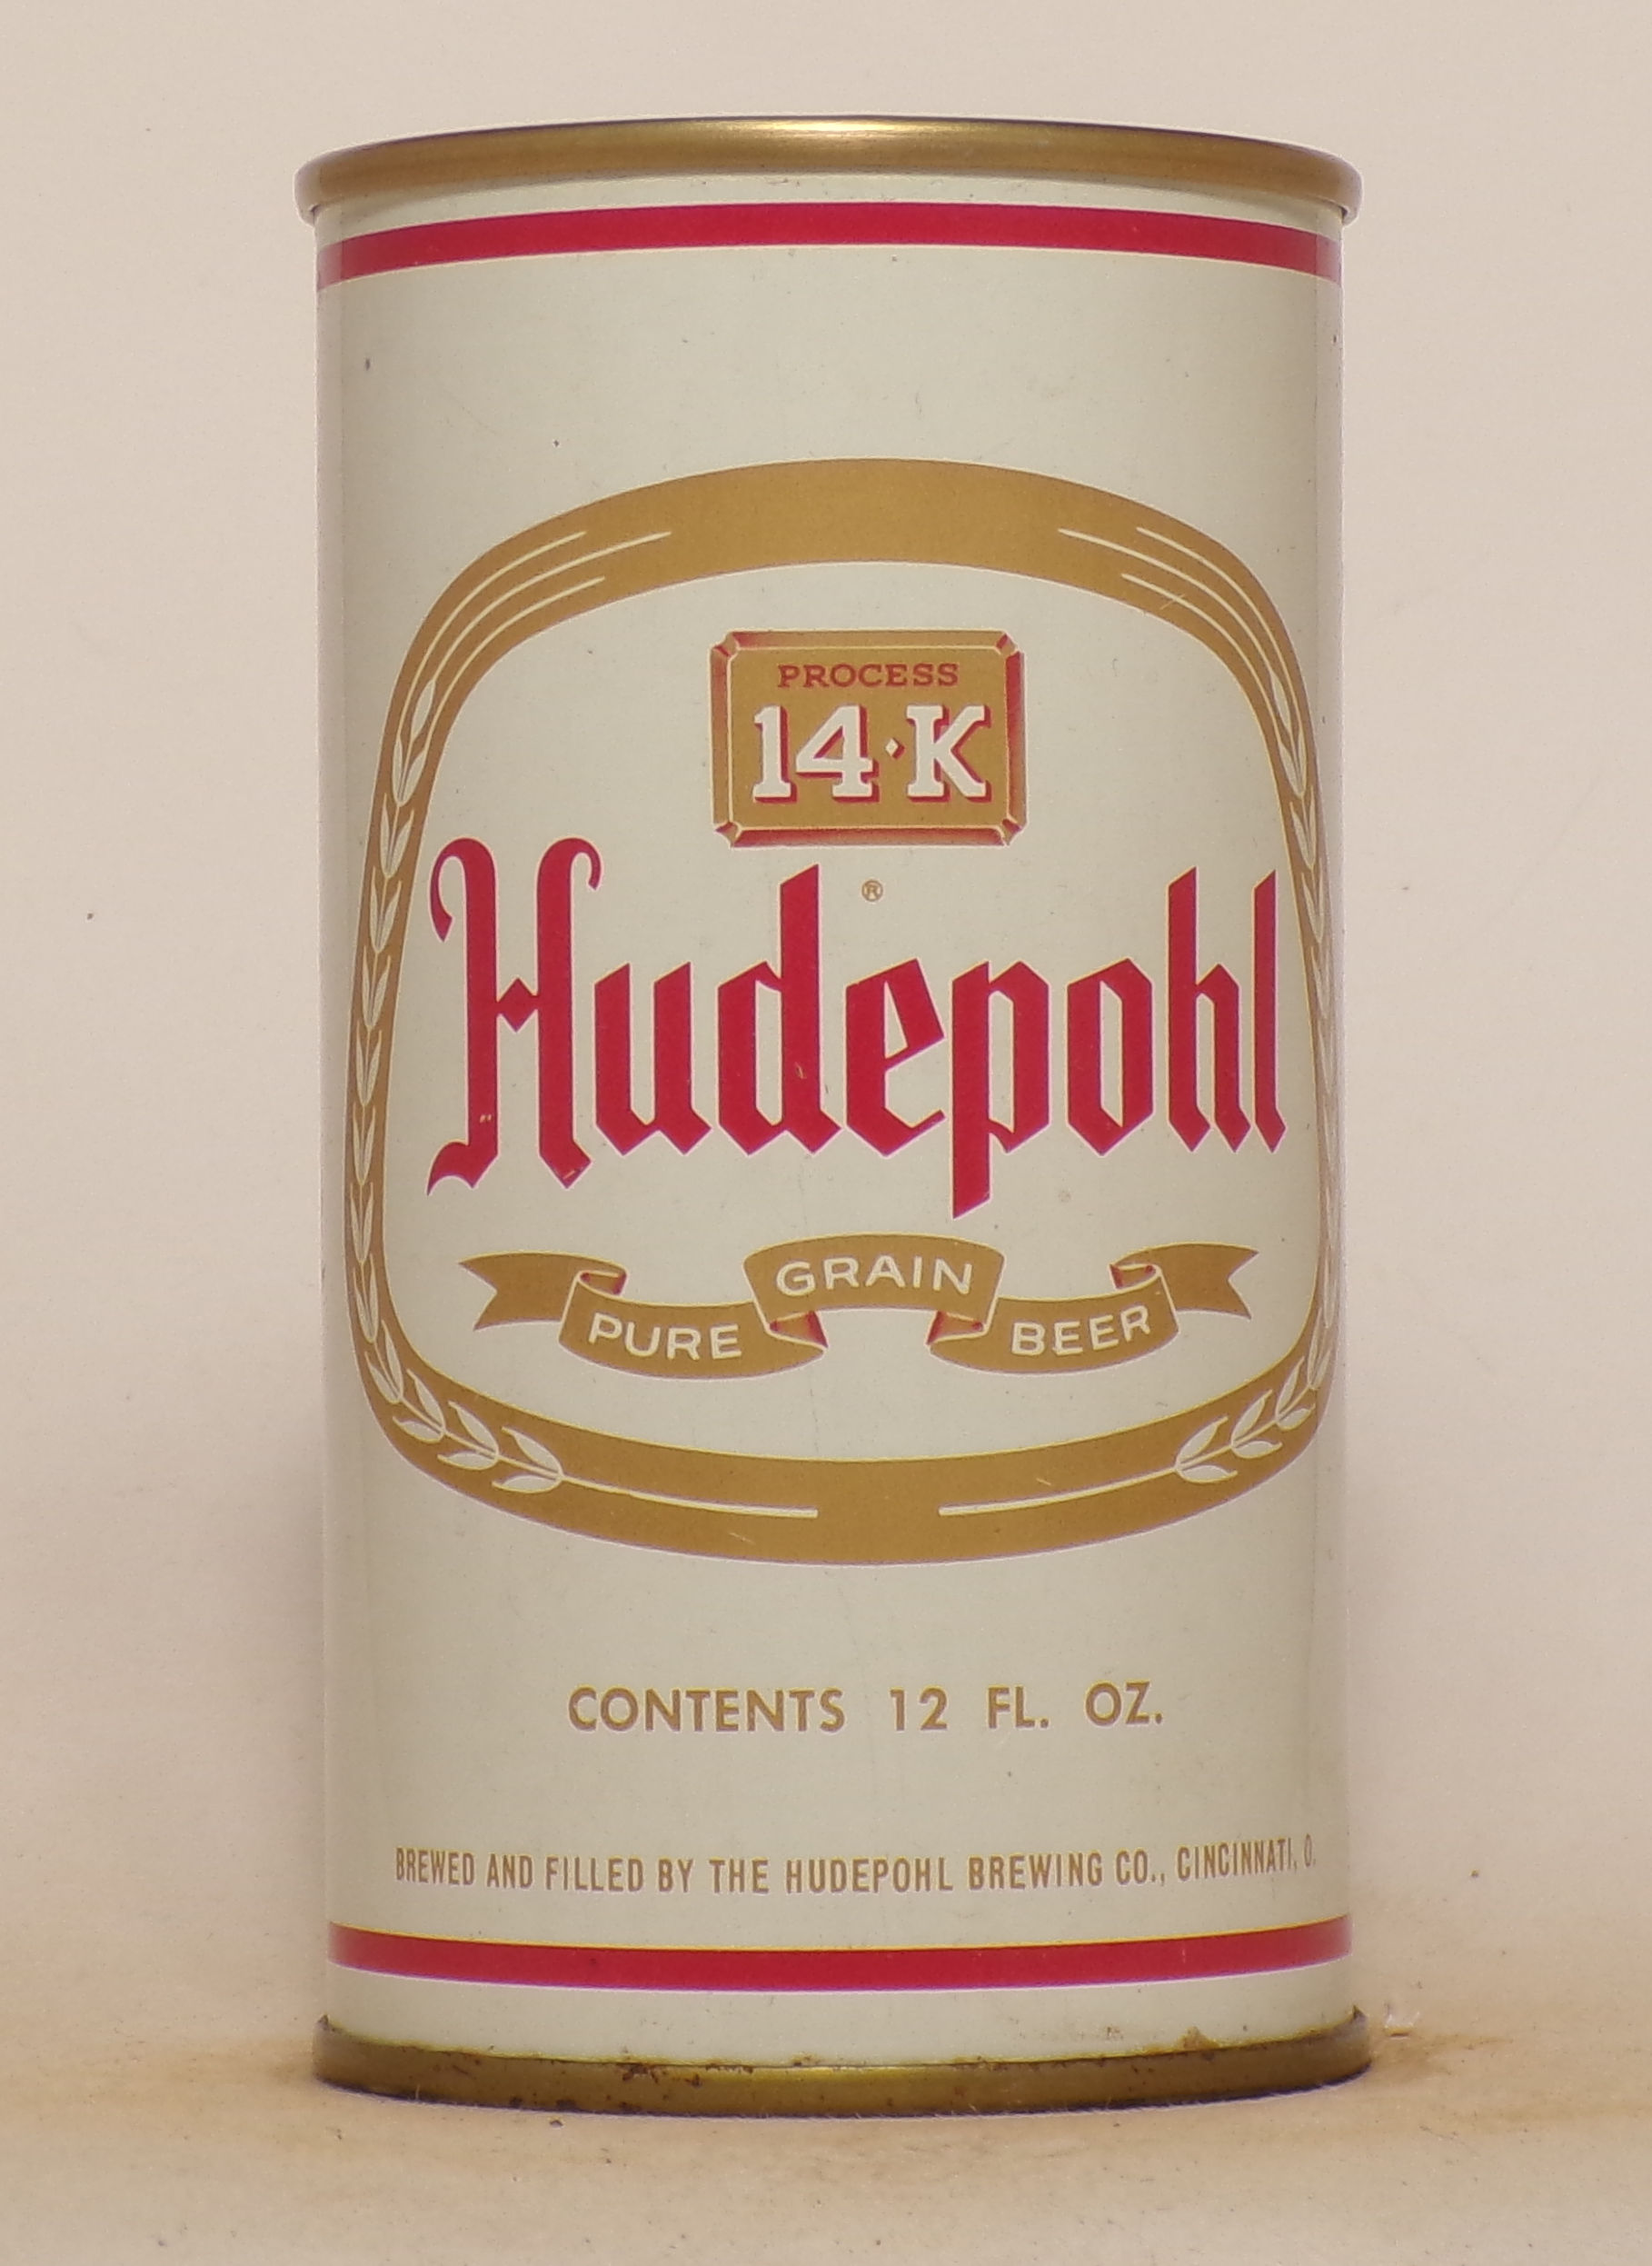 PROCESS
14·K
Hudepohl ®
PURE GRAIN BEER
CONTENTS 12 FL. OZ.
BREWED AND FILLED BY THE HUDEPOHL BREWING CO., CINCINNATI, O.